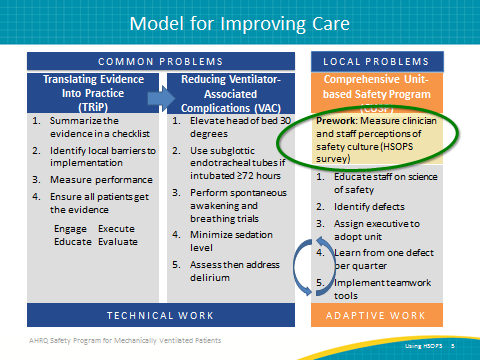 Model for Improving Care
COMMON PROBLEMS
LOCAL PROBLEMS
Translating Evidence
Into Practice
(TRiP)
Reducing Ventilator-
Associated
Complications (VAC)
Comprehensive Unit-
based Safety Program
(CUSP)
1. Summarize the
evidence in a checklist
2. Identify local barriers to
implementation
3. Measure performance
4. Ensure all patients get
the evidence
Engage Execute
Educate Evaluate
1. Elevate head of bed 30
degrees
2. Use subglottic
endotracheal tubes if
intubated ≥72 hours
3. Perform spontaneous
awakening and
breathing trials
4. Minimize sedation
level
5. Assess then address
delirium
Prework: Measure clinician
and staff perceptions of
safety culture (HSOPS
survey)
1. Educate staff on science
of safety
2. Identify defects
3. Assign executive to
adopt unit
4. Learn from one defect
per quarter
5. Implement teamwork
tools
TECHNICAL WORK
ADAPTIVE WORK
AHRQ Safety Program for Mechanically Ventilated Patients
Using HSOPS 5